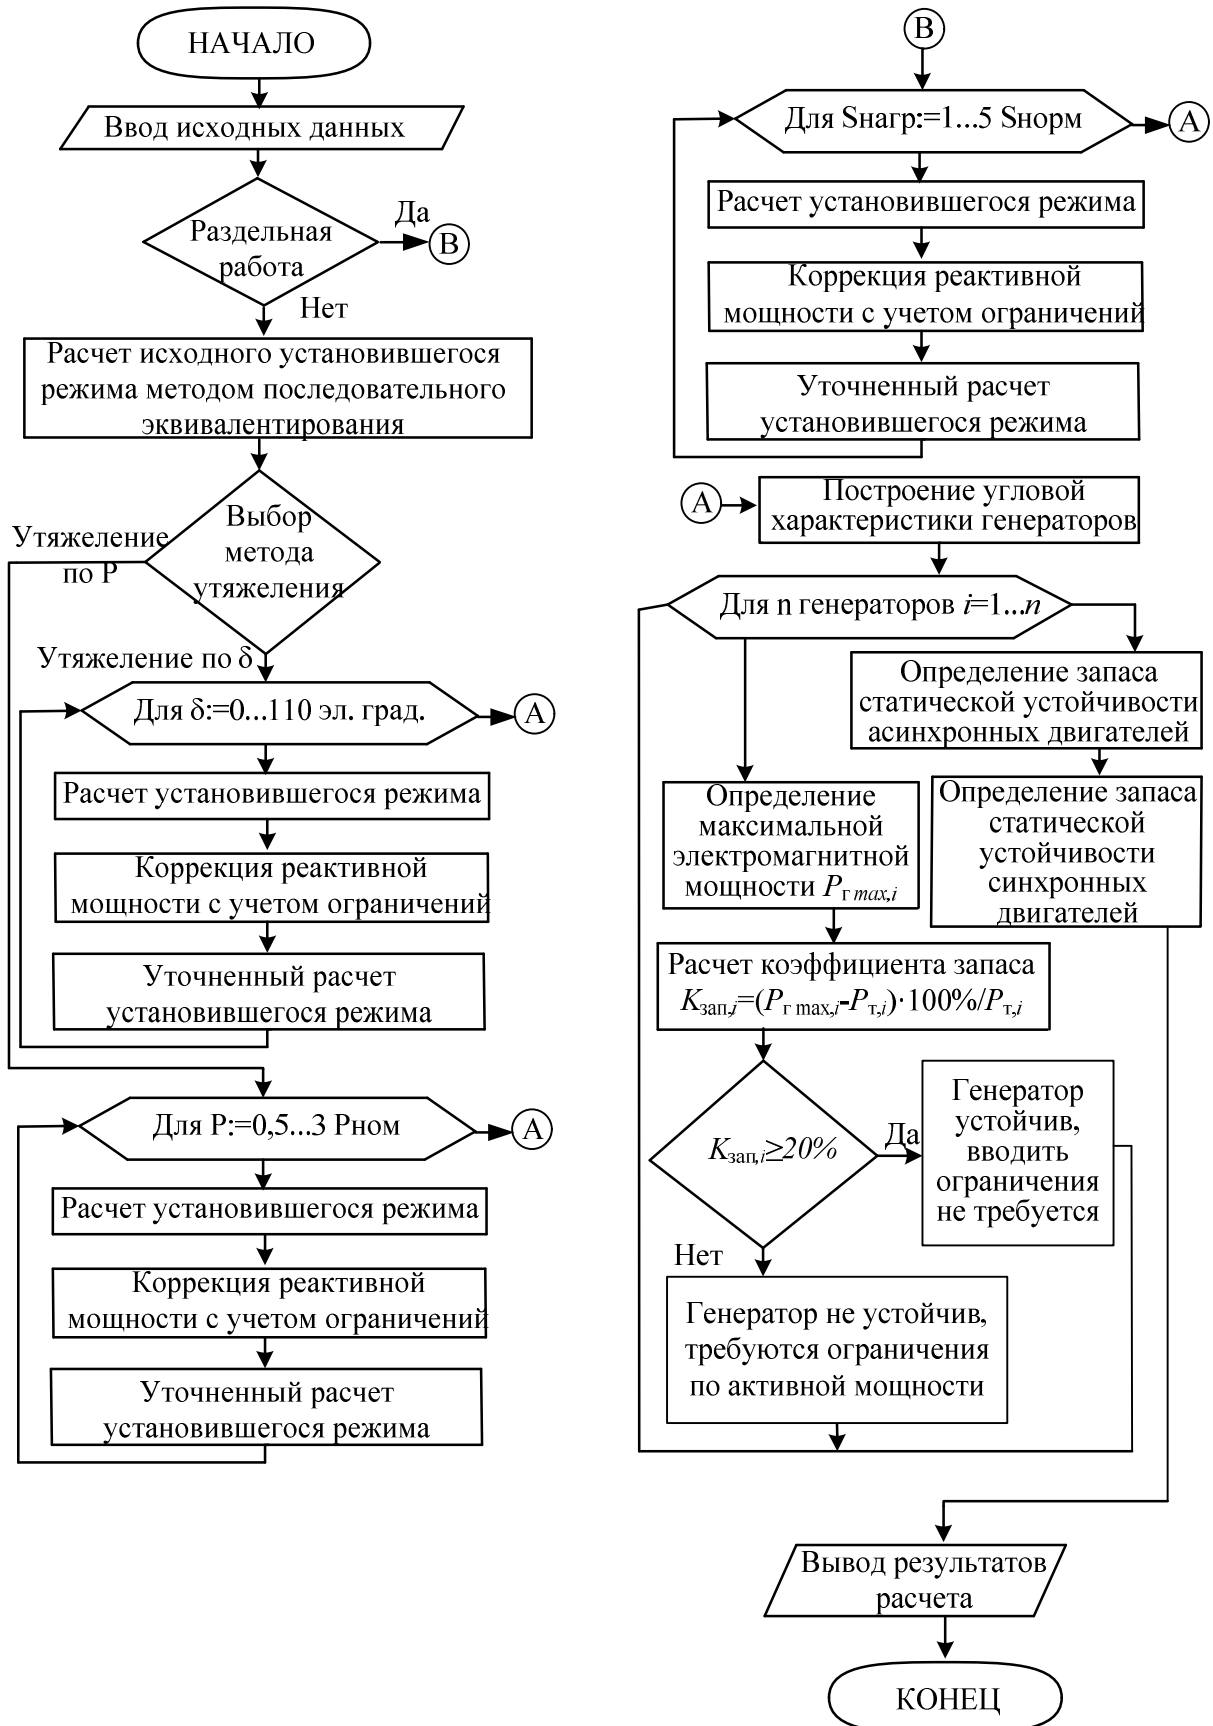 НАЧАЛО
Ввод исходных данных
Раздельная
работа
Да
В
Нет
Расчет исходного установившегося
режима методом последовательного
эквивалентирования
Выбор
метода
утяжеления
Утяжеление
по Р
Утяжеление по δ
Для δ:=0...110 эл. град.
А
Расчет установившегося режима
Коррекция реактивной
мощности с учетом ограничений
Уточненный расчет
установившегося режима
Для Р:=0,5...3 Рном
А
Расчет установившегося режима
Коррекция реактивной
мощности с учетом ограничений
Уточненный расчет
установившегося режима
В
Для Sнагр:=1...5 Sнорм
А
Расчет установившегося режима
Коррекция реактивной
мощности с учетом ограничений
Уточненный расчет
установившегося режима
А
Построение угловой
характеристики генераторов
Для n генераторов i=1...n
Определение запаса
статической устойчивости
асинхронных двигателей
Определение запаса
статической
устойчивости
синхронных
двигателей
Определение
максимальной
электромагнитной
мощности Pг max,i
Расчет коэффициента запаса
Kзап,i=(Pг max,i-Pт,i)·100%/Pт,i
Kзап,i≥20%
Да
Генератор
устойчив,
вводить
ограничения
не требуется
Нет
Генератор не устойчив,
требуются ограничения
по активной мощности
Вывод результатов
расчета
КОНЕЦ